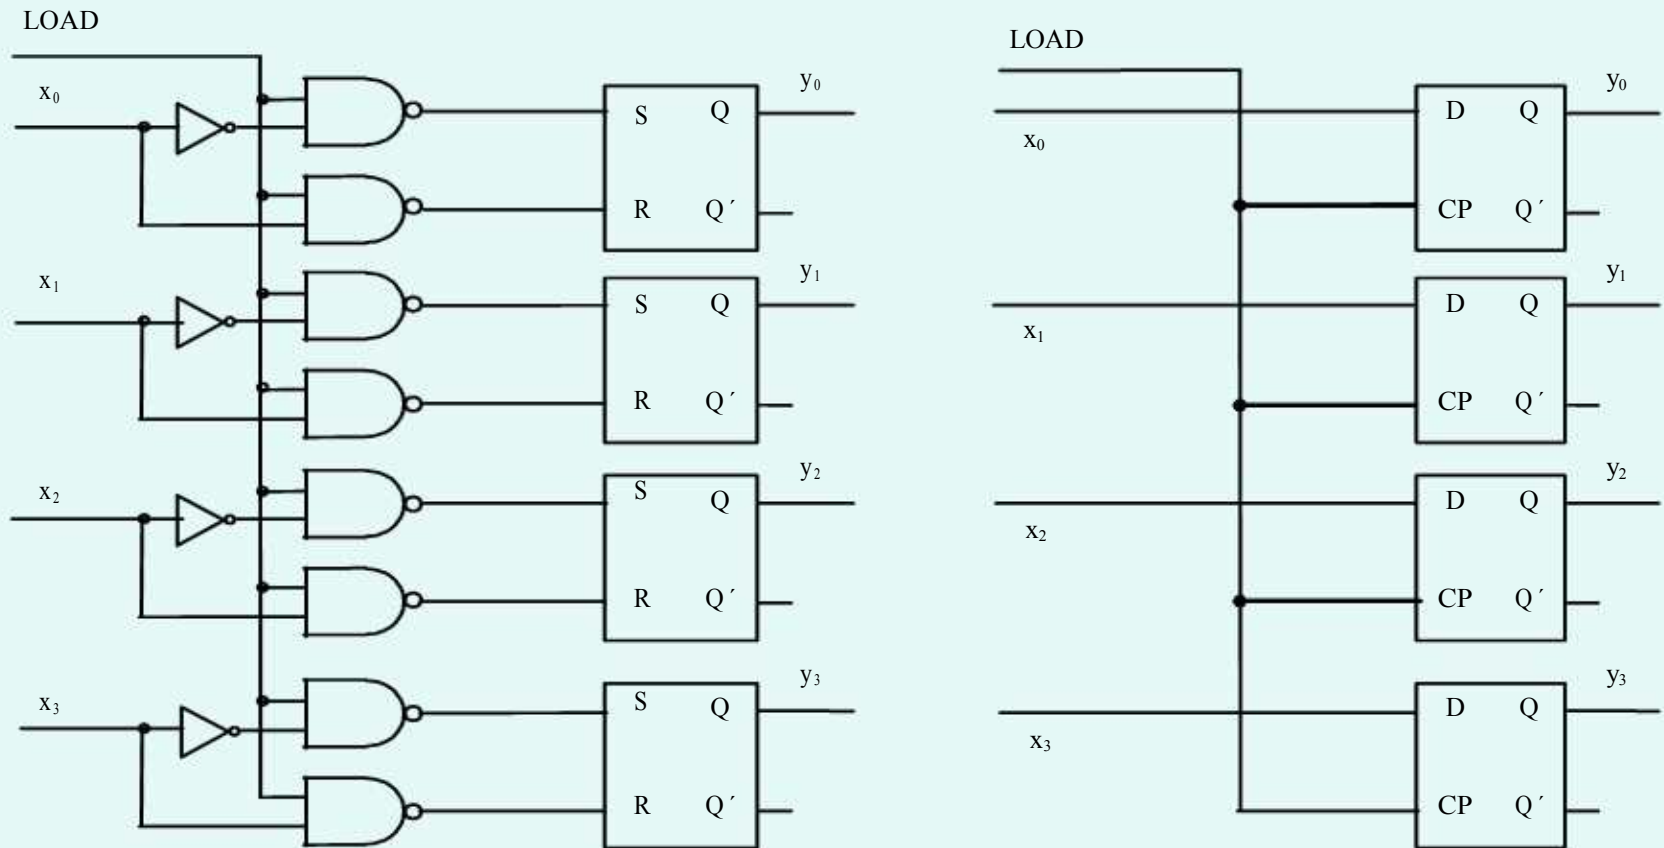 LOAD
x₀
S Q y₀
R Q´
x₁
S Q y₁
R Q´
x₂
S Q y₂
R Q´
x₃
S Q y₃
R Q´
LOAD
x₀
D Q y₀
CP Q´
x₁
D Q y₁
CP Q´
x₂
D Q y₂
CP Q´
x₃
D Q y₃
CP Q´